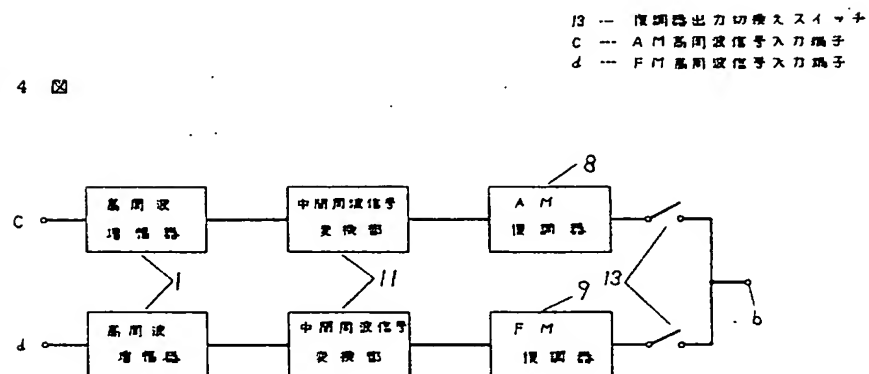 13 --- 復調器出力切換えスイッチ
C --- AM高周波信号入力端子
d --- FM高周波信号入力端子
4 図
8
C
高周波
増幅器
中間周波信号
変換部
AM
復調器
1
11
9
13
b
d
高周波
増幅器
中間周波信号
変換部
FM
復調器